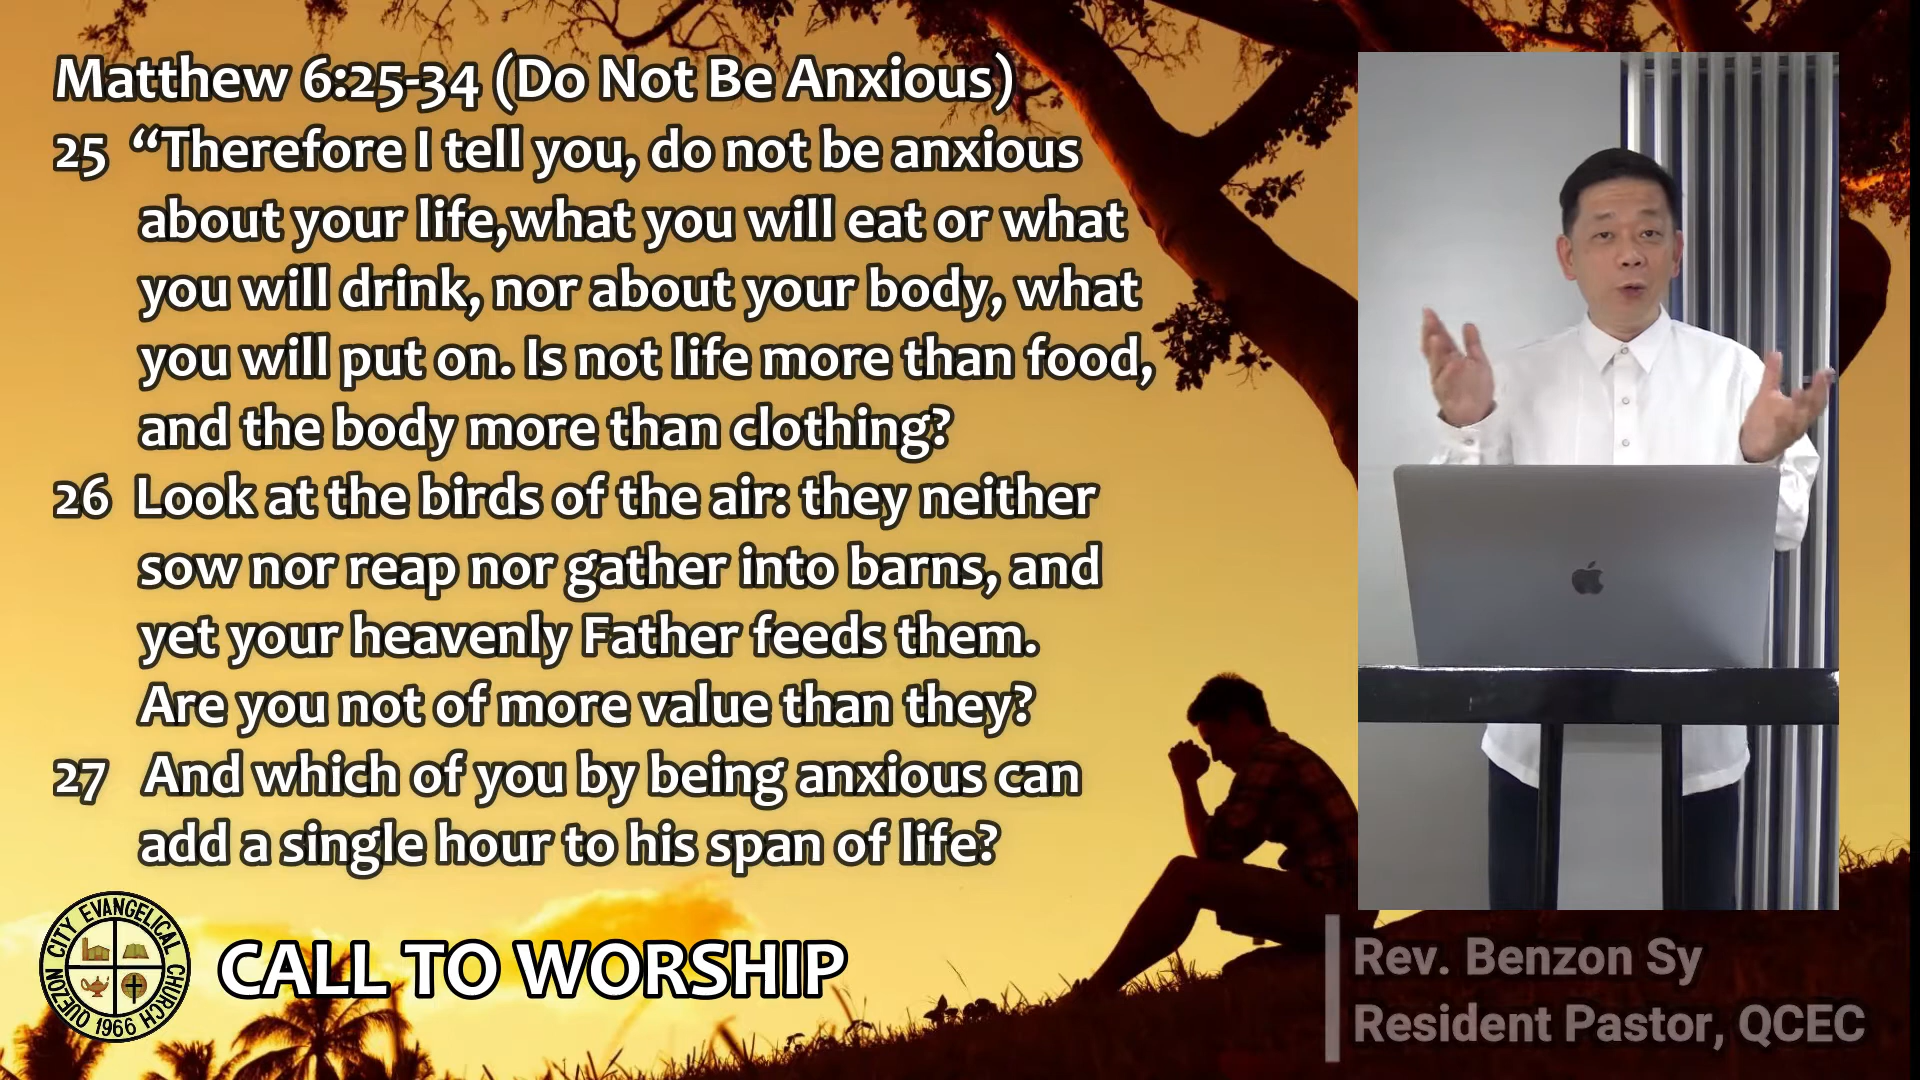 Matthew 6:25-34 (Do Not Be Anxious)
25 “Therefore I tell you, do not be anxious
about your life,what you will eat or what
you will drink, nor about your body, what
you will put on. Is not life more than food,
and the body more than clothing?
26 Look at the birds of the air: they neither
sow nor reap nor gather into barns, and
yet your heavenly Father feeds them.
Are you not of more value than they?
27 And which of you by being anxious can
add a single hour to his span of life?
QUEZON CITY EVANGELICAL CHURCH
1966
CALL TO WORSHIP
Rev. Benzon Sy
Resident Pastor, QCEC